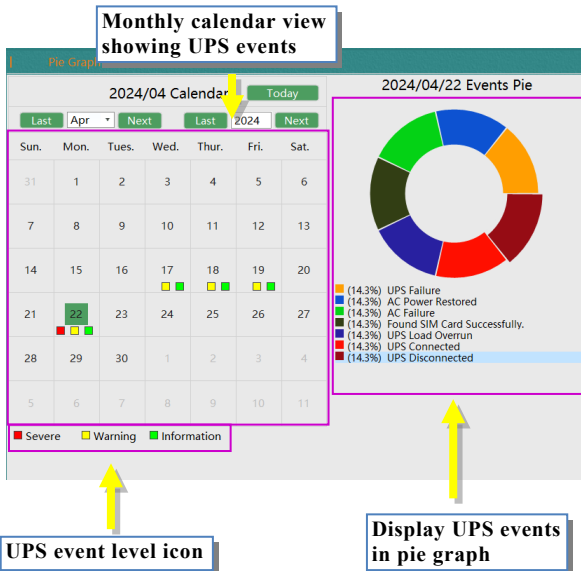 Monthly calendar view
showing UPS events
Pie Graph
2024/04 Calendar
Today
2024/04/22 Events Pie
Last Apr Next Last 2024 Next
Sun. Mon. Tues. Wed. Thur. Fri. Sat.
31 1 2 3 4 5 6
7 8 9 10 11 12 13
14 15 16 17 18 19 20
21 22 23 24 25 26 27
28 29 30 1 2 3 4
5 6 7 8 9 10 11
(14.3%) UPS Failure
(14.3%) AC Power Restored
(14.3%) AC Failure
(14.3%) Found SIM Card Successfully.
(14.3%) UPS Load Overrun
(14.3%) UPS Connected
(14.3%) UPS Disconnected
Severe Warning Information
UPS event level icon
Display UPS events
in pie graph